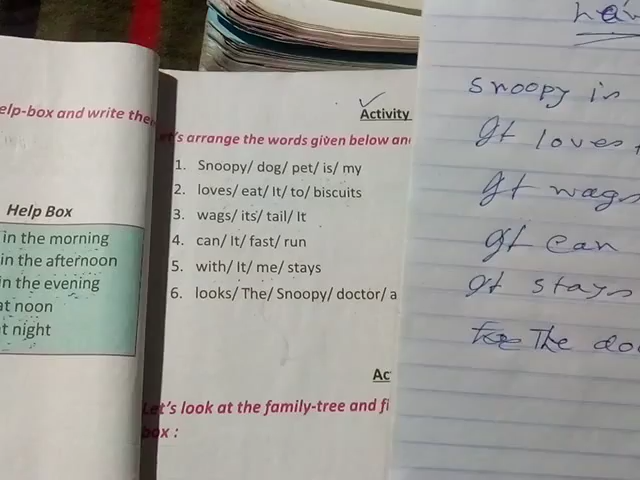 elp-box and write the
Help Box
in the morning
in the afternoon
in the evening
at noon
t night
Activity
t's arrange the words given below an
1. Snoopy/ dog/ pet/ is/ my
2. loves/ eat/ It/ to/ biscuits
3. wags/ its/ tail/ It
4. can/ It/ fast/ run
5. with/ It/ me/ stays
6. looks/ The/ Snoopy/ doctor/ a
Ac
Let's look at the family-tree and fi
box :
Snoopy is
It loves
It wags
It can
It stays
The do